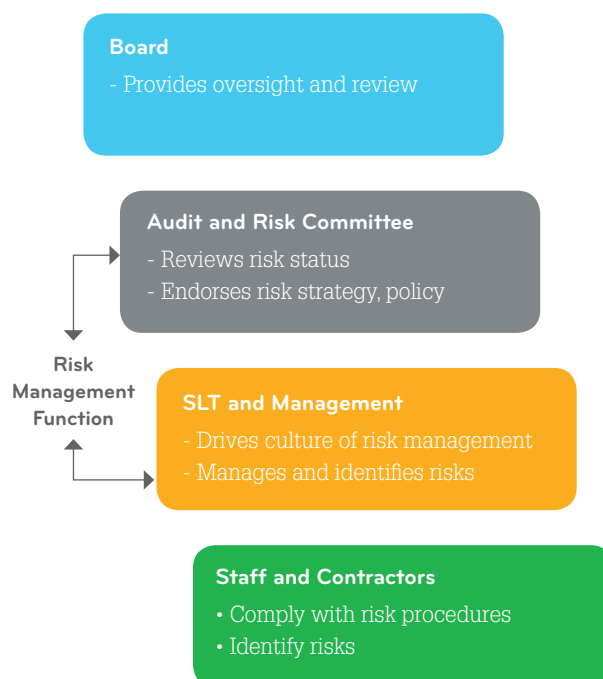 Board
- Provides oversight and review
Audit and Risk Committee
- Reviews risk status
- Endorses risk strategy, policy
Risk
Management
Function
SLT and Management
- Drives culture of risk management
- Manages and identifies risks
Staff and Contractors
• Comply with risk procedures
• Identify risks